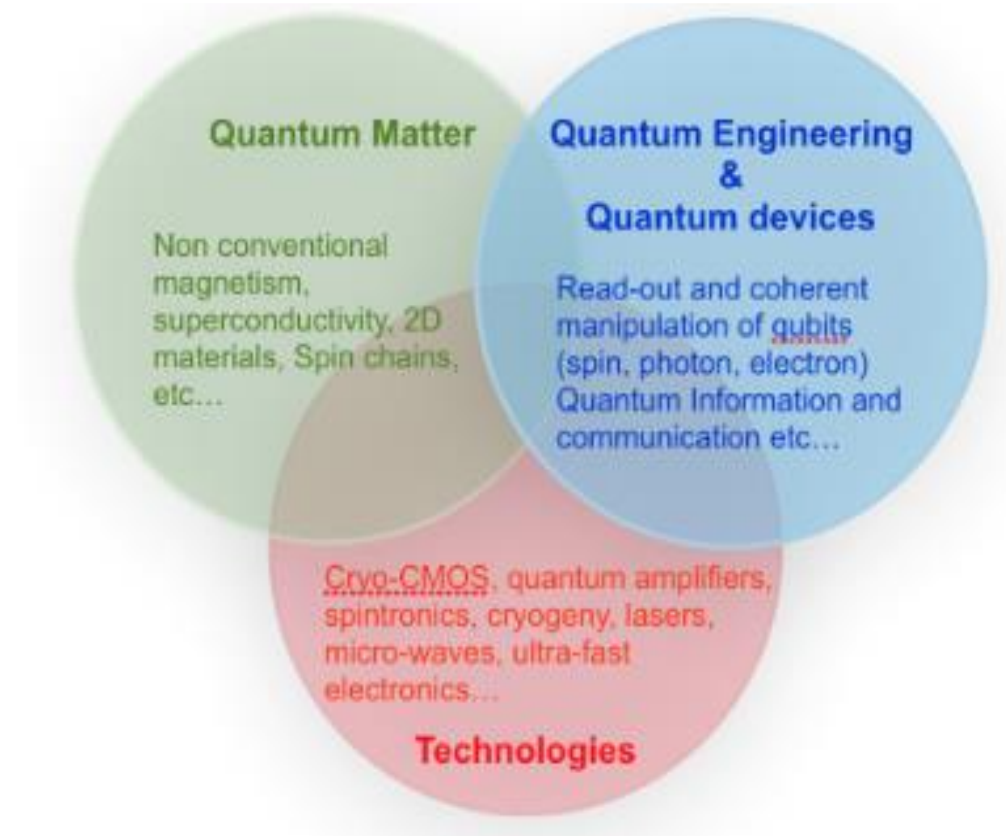 Quantum Matter
Non conventional
magnetism,
superconductivity, 2D
materials, Spin chains,
etc…
Quantum Engineering
&
Quantum devices
Read-out and coherent
manipulation of qubits
(spin, photon, electron)
Quantum Information and
communication etc…
Cryo-CMOS, quantum amplifiers,
spintronics, cryogeny, lasers,
micro-waves, ultra-fast
electronics…
Technologies